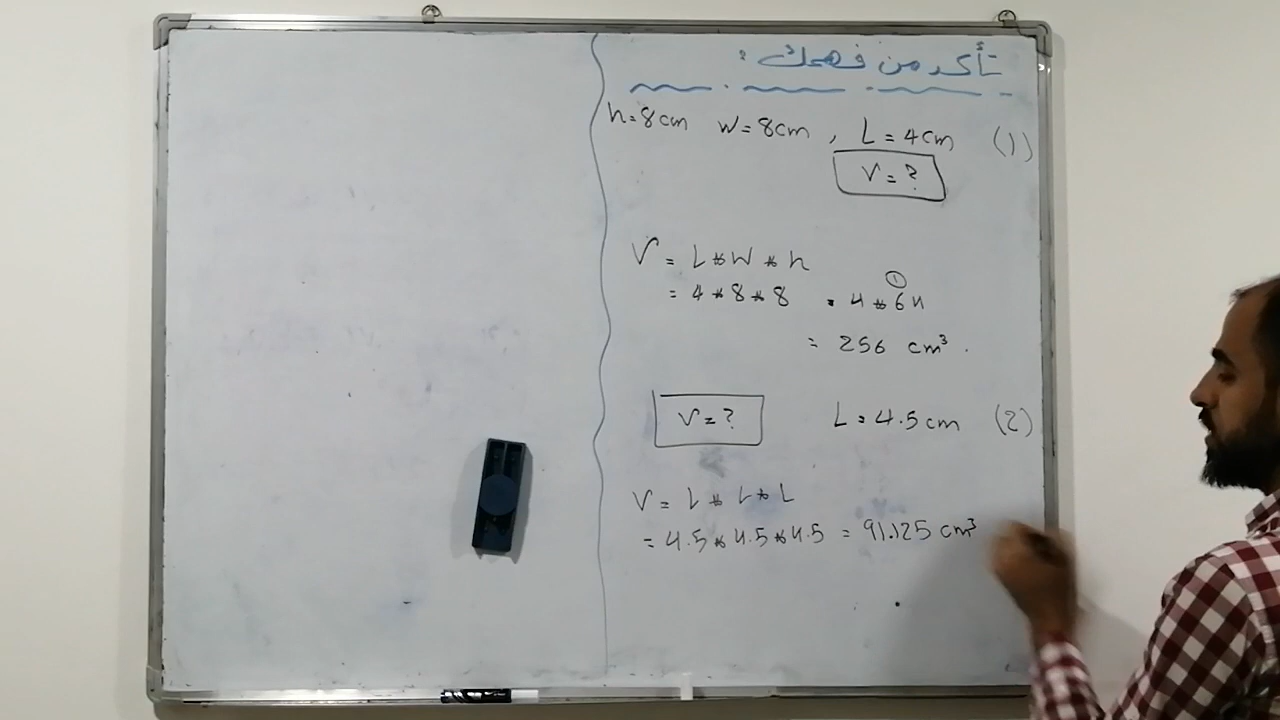 تأكد من فهمك :
h=8cm w=8cm , L=4cm (1)
V=?
V = L * w * h
= 4 * 8 * 8 = 4 * 64
①
= 256 cm³ .
V=? L=4.5cm (2)
V = L * L * L
= 4.5 * 4.5 * 4.5 = 91.125 cm³